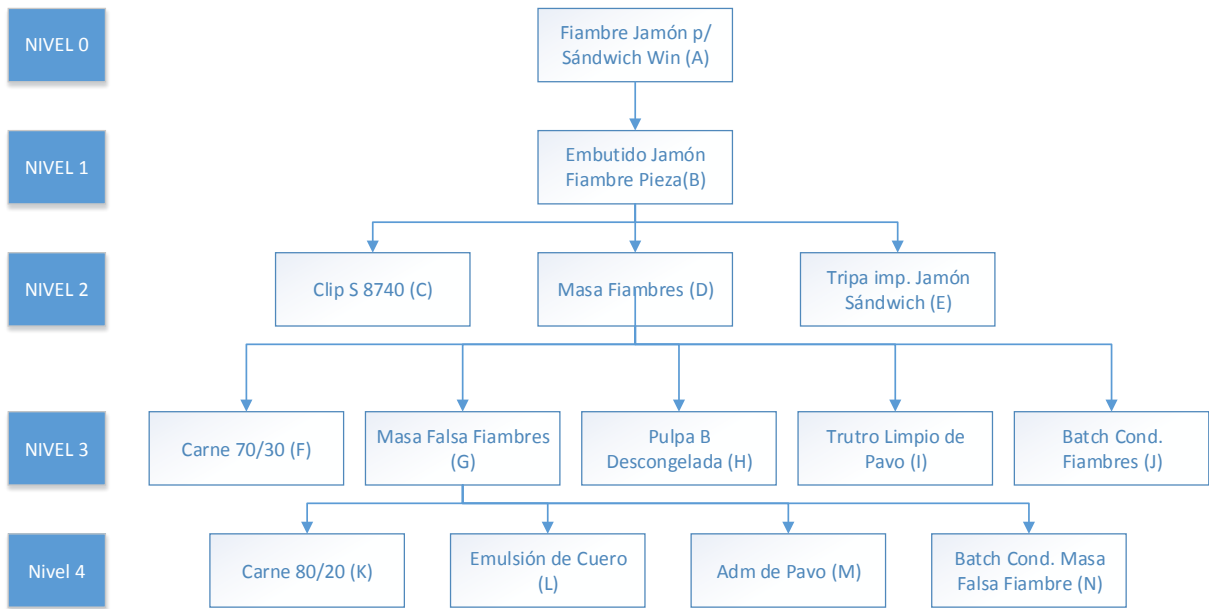 NIVEL 0
Fiambre Jamón p/
Sándwich Win (A)
NIVEL 1
Embutido Jamón
Fiambre Pieza(B)
NIVEL 2
Clip S 8740 (C)
Masa Fiambres (D)
Tripa imp. Jamón
Sándwich (E)
NIVEL 3
Carne 70/30 (F)
Masa Falsa Fiambres
(G)
Pulpa B
Descongelada (H)
Trutro Limpio de
Pavo (I)
Batch Cond.
Fiambres (J)
Nivel 4
Carne 80/20 (K)
Emulsión de Cuero
(L)
Adm de Pavo (M)
Batch Cond. Masa
Falsa Fiambre (N)